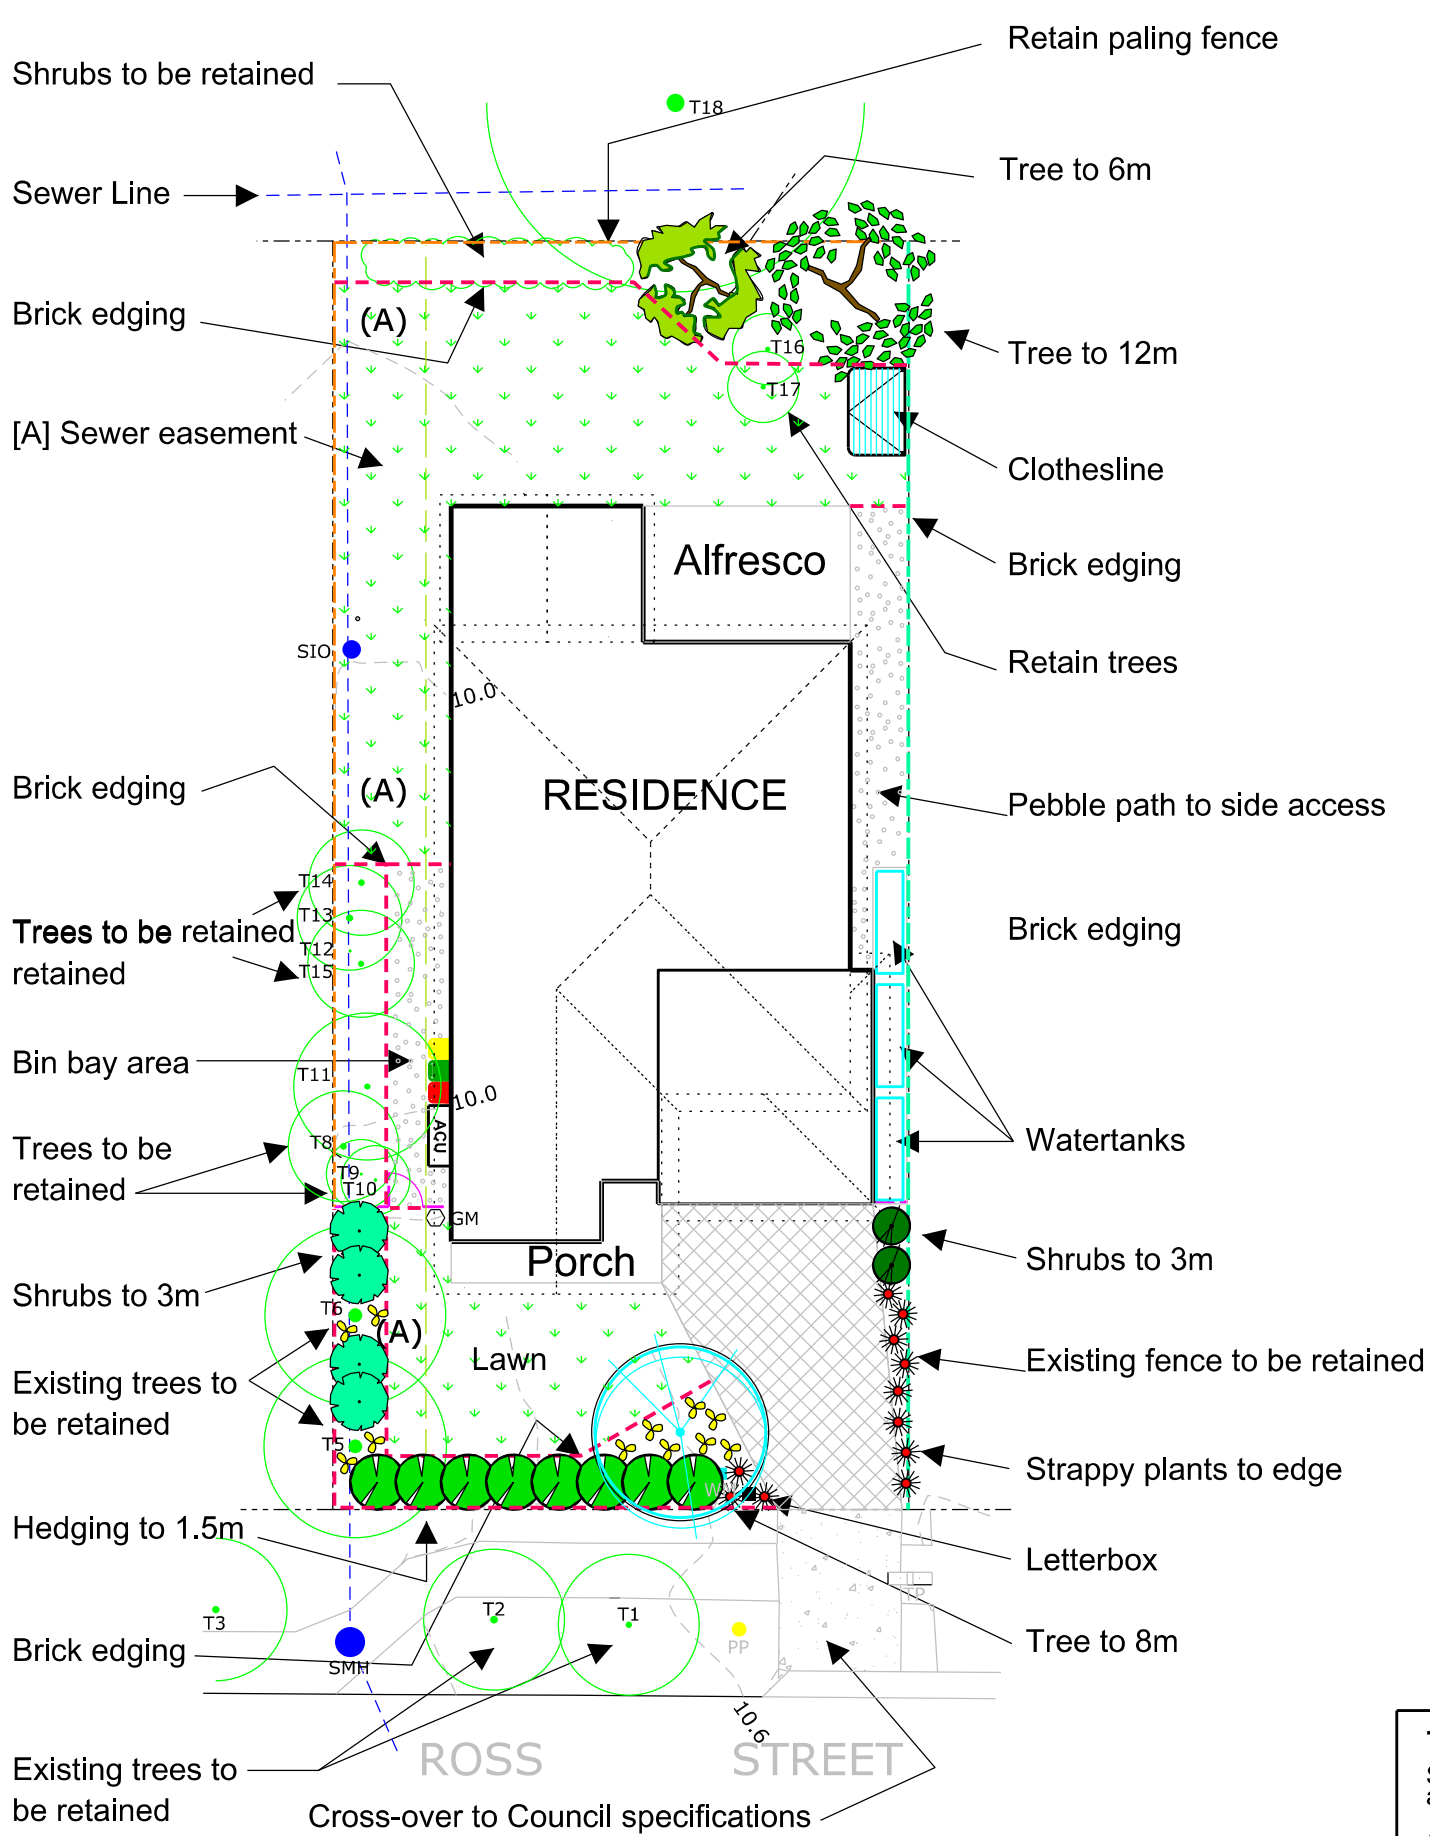 Retain paling fence
Shrubs to be retained
T18
Tree to 6m
Sewer Line
Brick edging
(A)
T16
Tree to 12m
T17
[A] Sewer easement
Clothesline
Alfresco
Brick edging
SIO
Retain trees
10.0
Brick edging
(A)
RESIDENCE
Pebble path to side access
T14
T13
Trees to be retained
Trees to be
retained
T12
T15
Brick edging
Bin bay area
T11
10.0
ACU
Trees to be
retained
T8
T9
T10
Watertanks
GM
Porch
Shrubs to 3m
Shrubs to 3m
T6
(A)
Lawn
Existing fence to be retained
Existing trees to
be retained
T5
Strappy plants to edge
Hedging to 1.5m
Letterbox
TP
T3
T2
T1
PP
Tree to 8m
Brick edging
SMH
10.6
ROSS STREET
Existing trees to
be retained
Cross-over to Council specifications